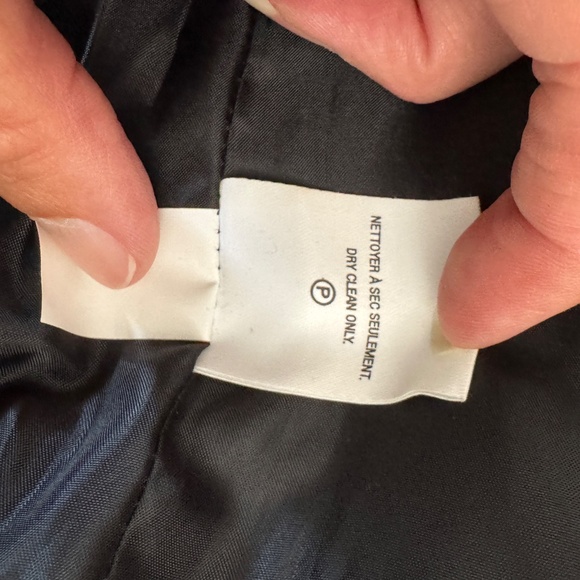 NETTOYER À SEC SEULEMENT.
DRY CLEAN ONLY.
P